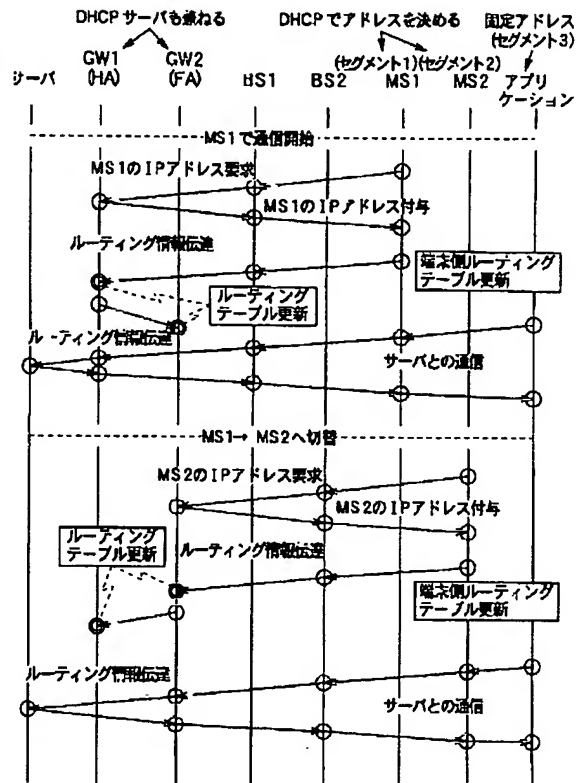 DHCPサーバも兼ねる
DHCPでアドレスを決める
固定アドレス
(セグメント3)
(セグメント1)(セグメント2)
サーバ
GW1
(HA)
GW2
(FA)
BS1
BS2
MS1
MS2
アプリ
ケーション
MS1で通信開始
MS1のIPアドレス要求
MS1のIPアドレス付与
ルーティング情報伝達
端末側ルーティング
テーブル更新
ルーティング
テーブル更新
ルーティング情報伝達
サーバとの通信
MS1→MS2へ切替
MS2のIPアドレス要求
MS2のIPアドレス付与
ルーティング
テーブル更新
ルーティング情報伝達
端末側ルーティング
テーブル更新
ルーティング情報伝達
サーバとの通信